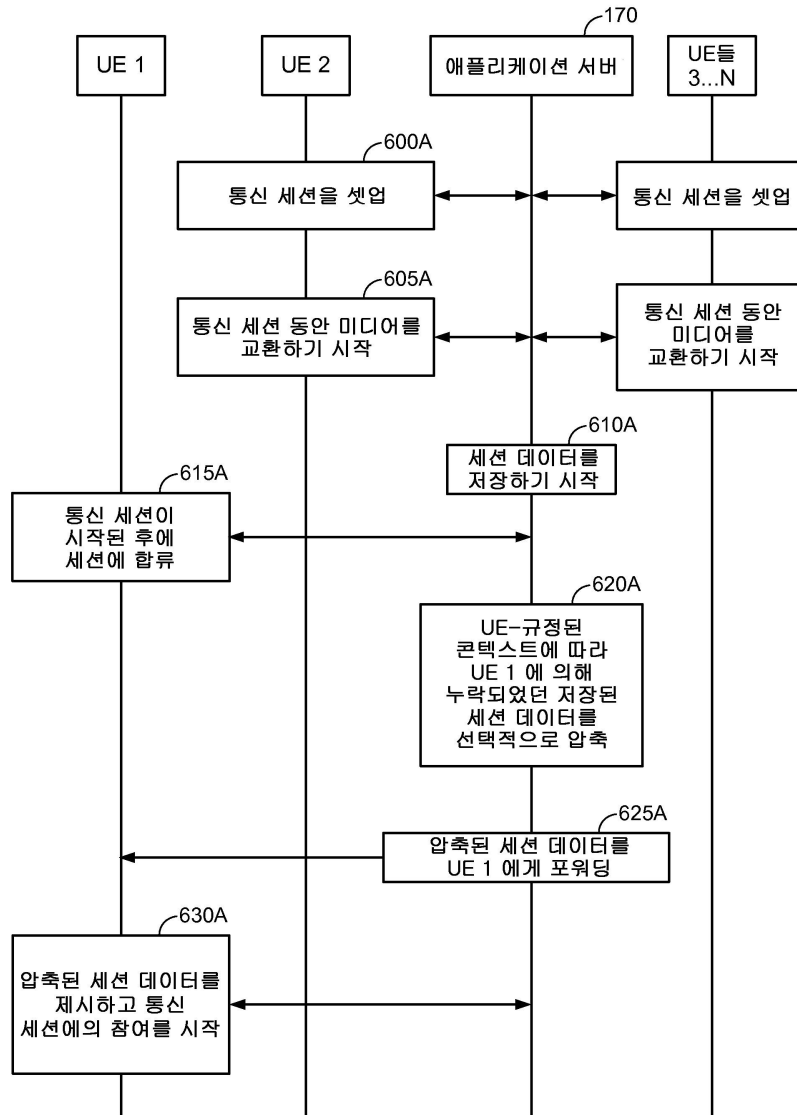 170
UE 1
UE 2
애플리케이션 서버
UE들
3...N
600A
통신 세션을 셋업
통신 세션을 셋업
605A
통신 세션 동안 미디어를
교환하기 시작
통신 세션 동안
미디어를
교환하기 시작
610A
세션 데이터를
저장하기 시작
615A
통신 세션이
시작된 후에
세션에 합류
620A
UE-규정된
콘텍스트에 따라
UE 1 에 의해
누락되었던 저장된
세션 데이터를
선택적으로 압축
625A
압축된 세션 데이터를
UE 1 에게 포워딩
630A
압축된 세션 데이터를
제시하고 통신
세션에의 참여를 시작